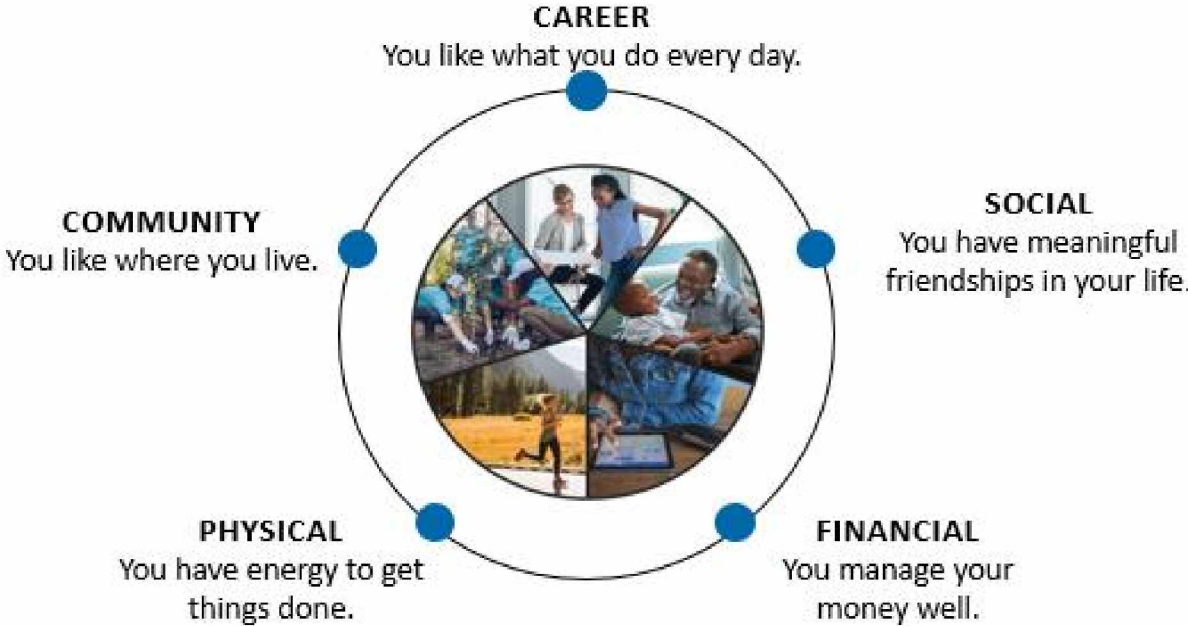 CAREER
You like what you do every day.
COMMUNITY
You like where you live.
SOCIAL
You have meaningful
friendships in your life.
PHYSICAL
You have energy to get
things done.
FINANCIAL
You manage your
money well.